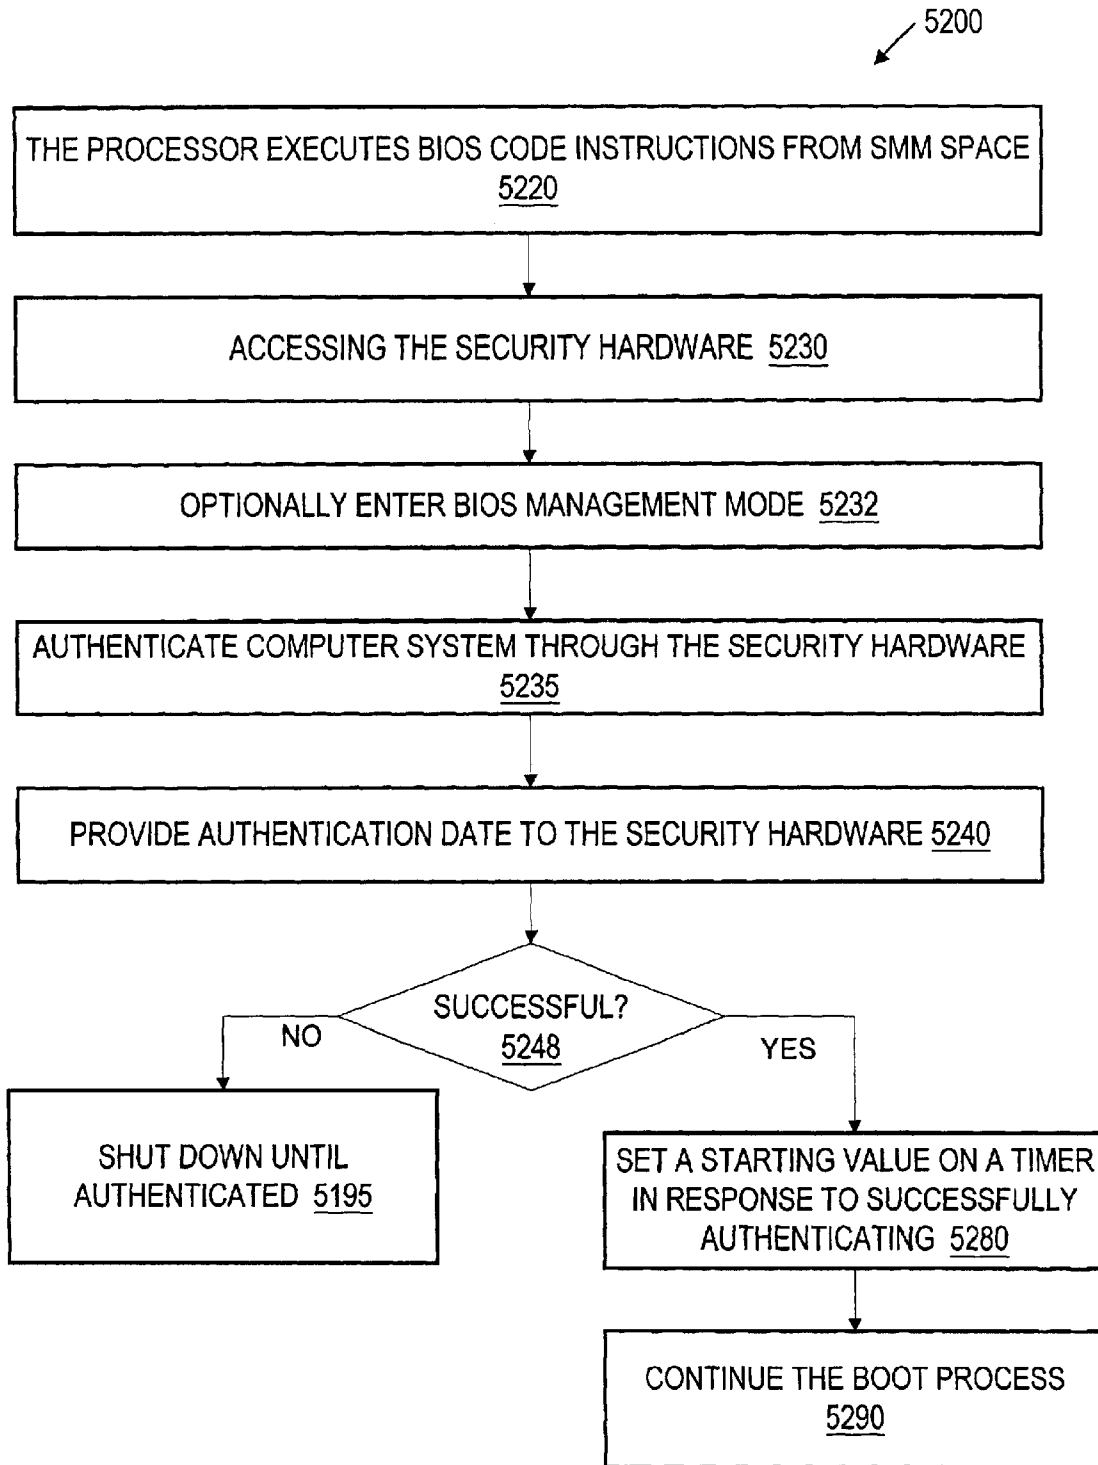 5200
THE PROCESSOR EXECUTES BIOS CODE INSTRUCTIONS FROM SMM SPACE
5220
ACCESSING THE SECURITY HARDWARE 5230
OPTIONALLY ENTER BIOS MANAGEMENT MODE 5232
AUTHENTICATE COMPUTER SYSTEM THROUGH THE SECURITY HARDWARE
5235
PROVIDE AUTHENTICATION DATE TO THE SECURITY HARDWARE 5240
SUCCESSFUL?
5248
NO
YES
SHUT DOWN UNTIL
AUTHENTICATED 5195
SET A STARTING VALUE ON A TIMER
IN RESPONSE TO SUCCESSFULLY
AUTHENTICATING 5280
CONTINUE THE BOOT PROCESS
5290